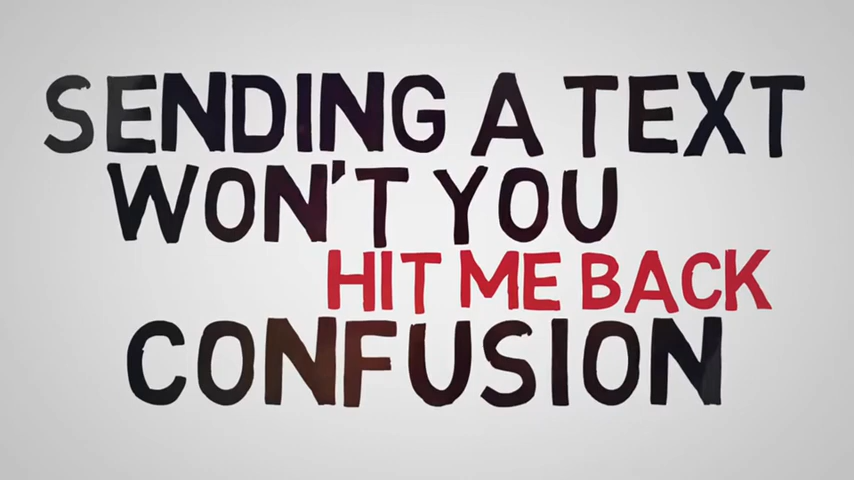 SENDING A TEXT
WON'T YOU
HIT ME BACK
CONFUSION